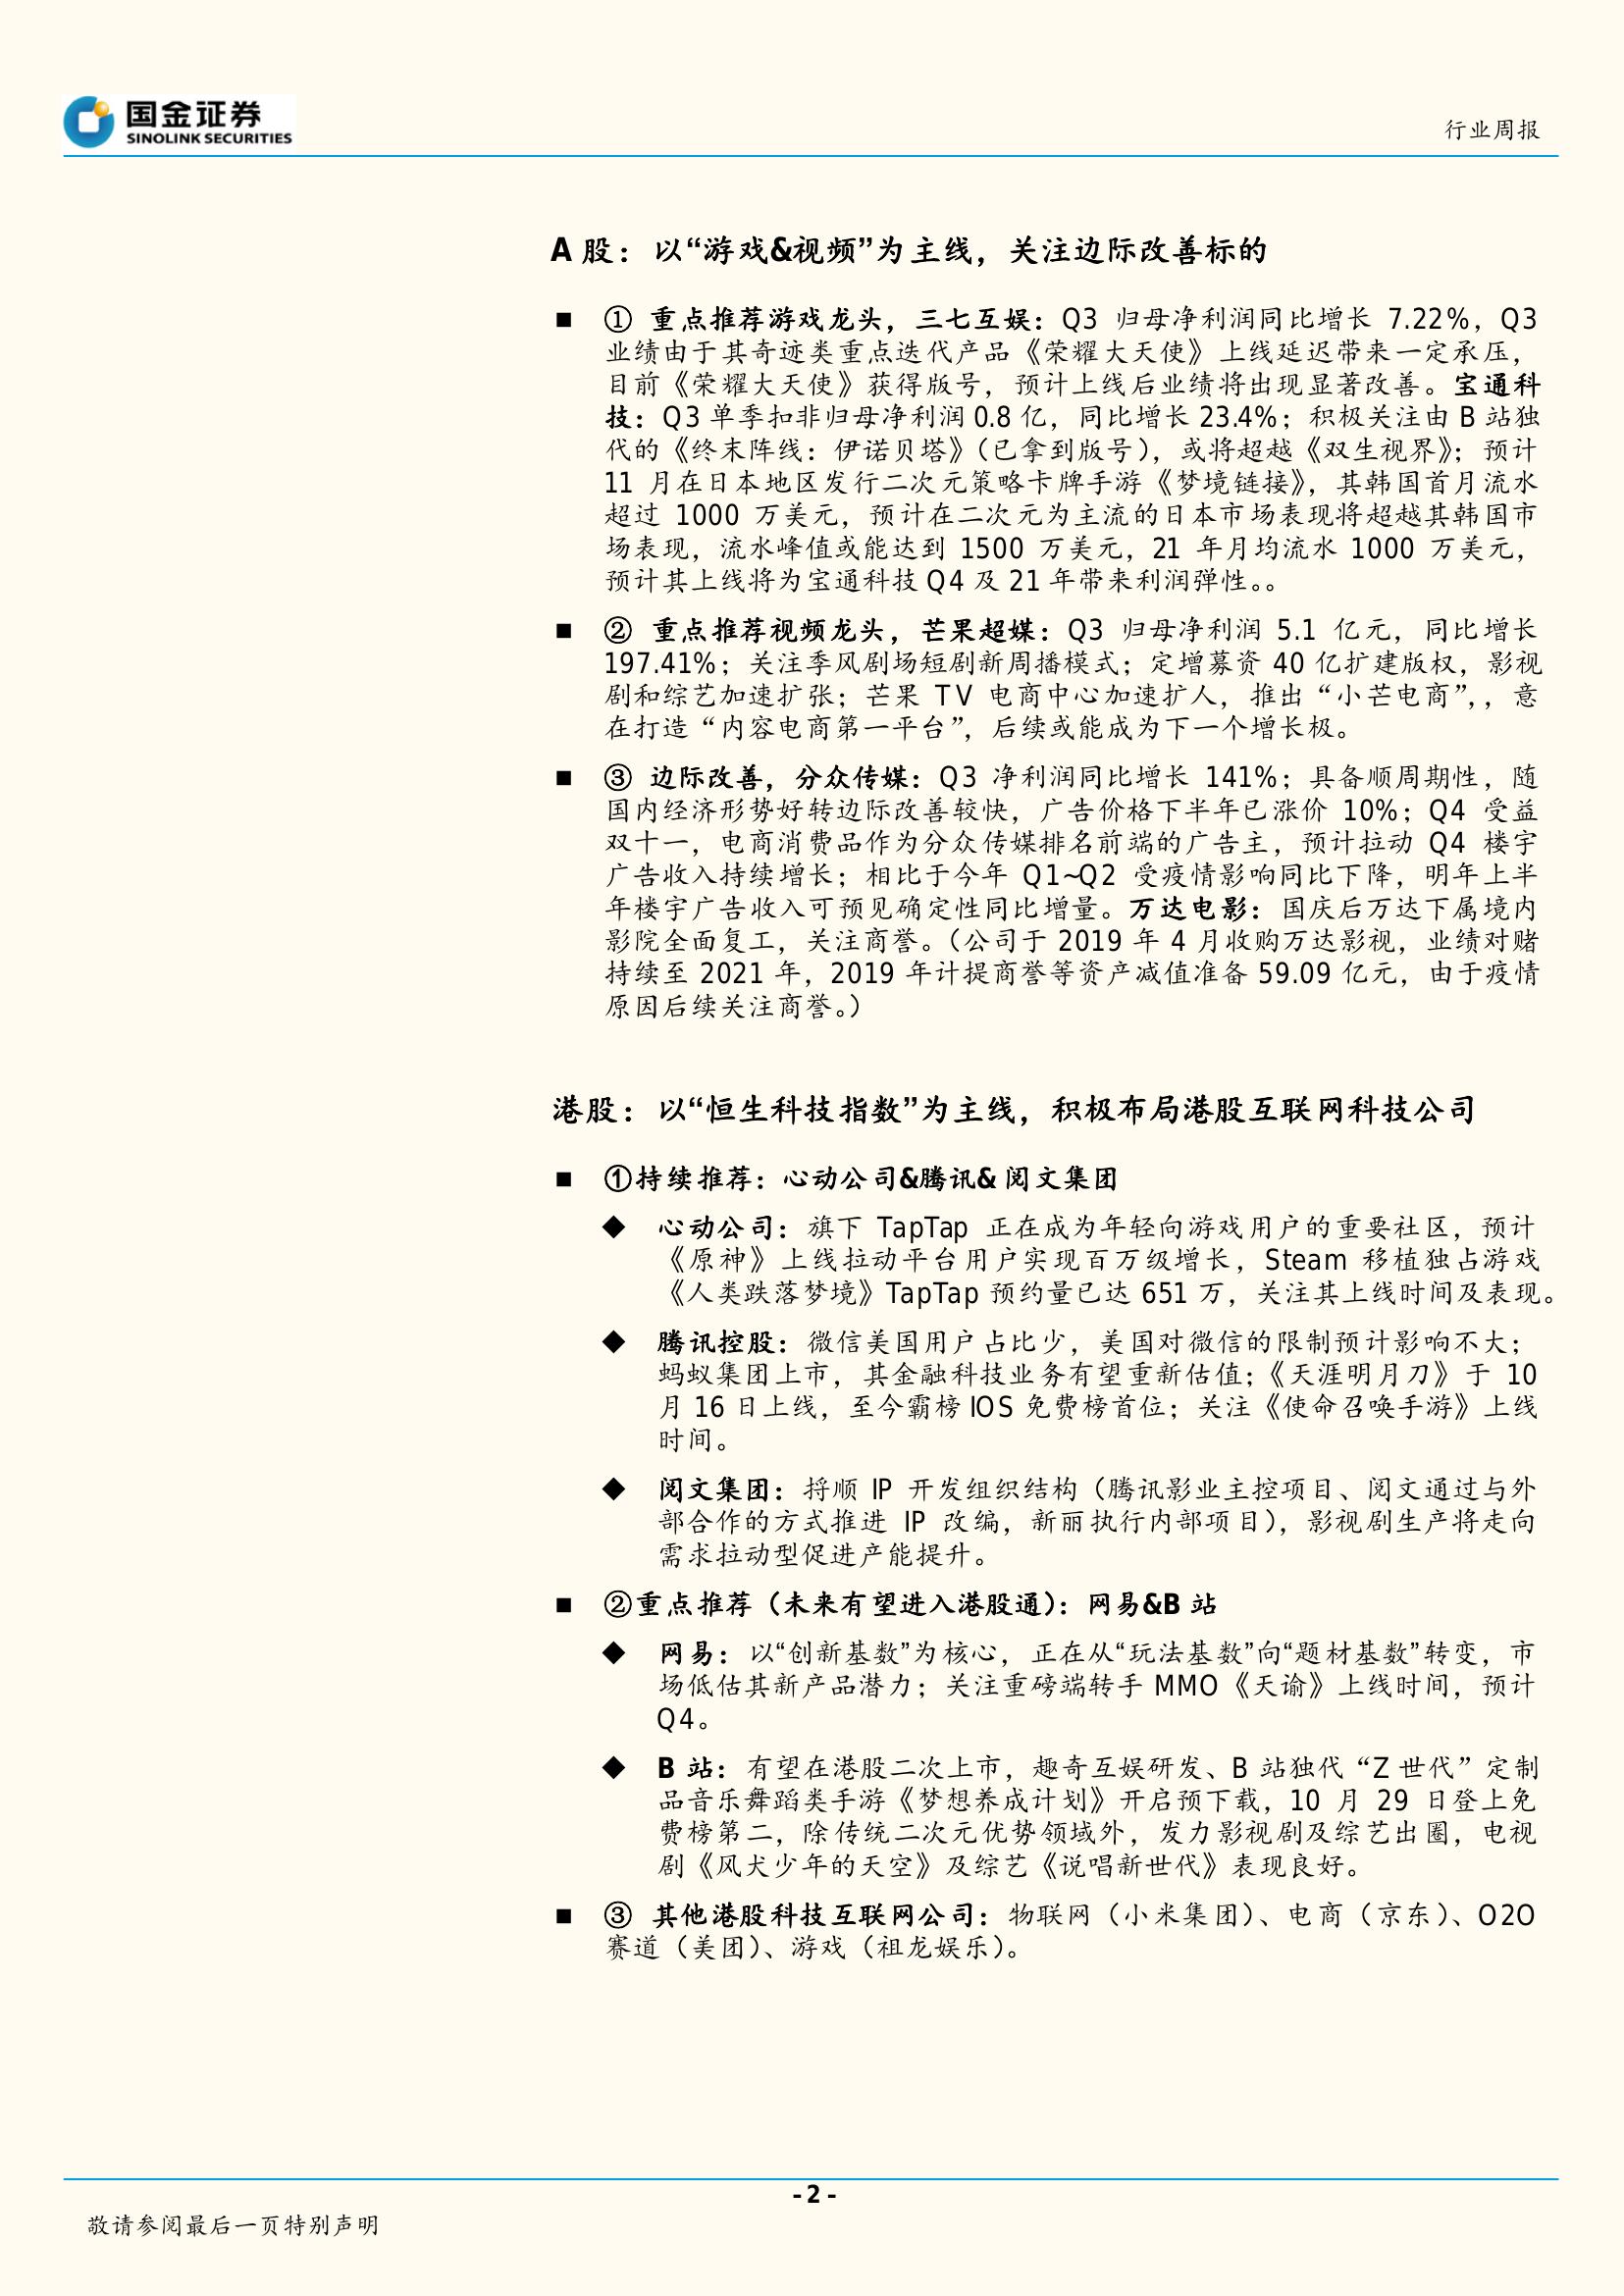 国金证券
SINOLINK SECURITIES
行业周报
A 股：以“游戏&视频”为主线，关注边际改善标的
■ ① 重点推荐游戏龙头，三七互娱：Q3 归母净利润同比增长 7.22%，Q3
业绩由于其奇迹类重点迭代产品《荣耀大天使》上线延迟带来一定承压，
目前《荣耀大天使》获得版号，预计上线后业绩将出现显著改善。宝通科
技：Q3 单季扣非归母净利润 0.8 亿，同比增长 23.4%；积极关注由 B 站独
代的《终末阵线：伊诺贝塔》（已拿到版号），或将超越《双生视界》；预计
11 月在日本地区发行二次元策略卡牌手游《梦境链接》，其韩国首月流水
超过 1000 万美元，预计在二次元为主流的日本市场表现将超越其韩国市
场表现，流水峰值或能达到 1500 万美元，21 年月均流水 1000 万美元，
预计其上线将为宝通科技 Q4 及 21 年带来利润弹性。。
■ ② 重点推荐视频龙头，芒果超媒：Q3 归母净利润 5.1 亿元，同比增长
197.41%；关注季风剧场短剧新周播模式；定增募资 40 亿扩建版权，影视
剧和综艺加速扩张；芒果 TV 电商中心加速扩人，推出“小芒电商”，，意
在打造“内容电商第一平台”，后续或能成为下一个增长极。
■ ③ 边际改善，分众传媒：Q3 净利润同比增长 141%；具备顺周期性，随
国内经济形势好转边际改善较快，广告价格下半年已涨价 10%；Q4 受益
双十一，电商消费品作为分众传媒排名前端的广告主，预计拉动 Q4 楼宇
广告收入持续增长；相比于今年 Q1~Q2 受疫情影响同比下降，明年上半
年楼宇广告收入可预见确定性同比增量。万达电影：国庆后万达下属境内
影院全面复工，关注商誉。（公司于 2019 年 4 月收购万达影视，业绩对赌
持续至 2021 年，2019 年计提商誉等资产减值准备 59.09 亿元，由于疫情
原因后续关注商誉。）
港股：以“恒生科技指数”为主线，积极布局港股互联网科技公司
■ ①持续推荐：心动公司&腾讯& 阅文集团
◆ 心动公司：旗下 TapTap 正在成为年轻向游戏用户的重要社区，预计
《原神》上线拉动平台用户实现百万级增长，Steam 移植独占游戏
《人类跌落梦境》TapTap 预约量已达 651 万，关注其上线时间及表现。
◆ 腾讯控股：微信美国用户占比少，美国对微信的限制预计影响不大；
蚂蚁集团上市，其金融科技业务有望重新估值；《天涯明月刀》于 10
月 16 日上线，至今霸榜 IOS 免费榜首位；关注《使命召唤手游》上线
时间。
◆ 阅文集团：捋顺 IP 开发组织结构（腾讯影业主控项目、阅文通过与外
部合作的方式推进 IP 改编，新丽执行内部项目），影视剧生产将走向
需求拉动型促进产能提升。
■ ②重点推荐（未来有望进入港股通）：网易&B 站
◆ 网易：以“创新基数”为核心，正在从“玩法基数”向“题材基数”转变，市
场低估其新产品潜力；关注重磅端转手 MMO《天谕》上线时间，预计
Q4。
◆ B 站：有望在港股二次上市，趣奇互娱研发、B 站独代“Z 世代”定制
品音乐舞蹈类手游《梦想养成计划》开启预下载，10 月 29 日登上免
费榜第二，除传统二次元优势领域外，发力影视剧及综艺出圈，电视
剧《风犬少年的天空》及综艺《说唱新世代》表现良好。
■ ③ 其他港股科技互联网公司：物联网（小米集团）、电商（京东）、O2O
赛道（美团）、游戏（祖龙娱乐）。
- 2 -
敬请参阅最后一页特别声明